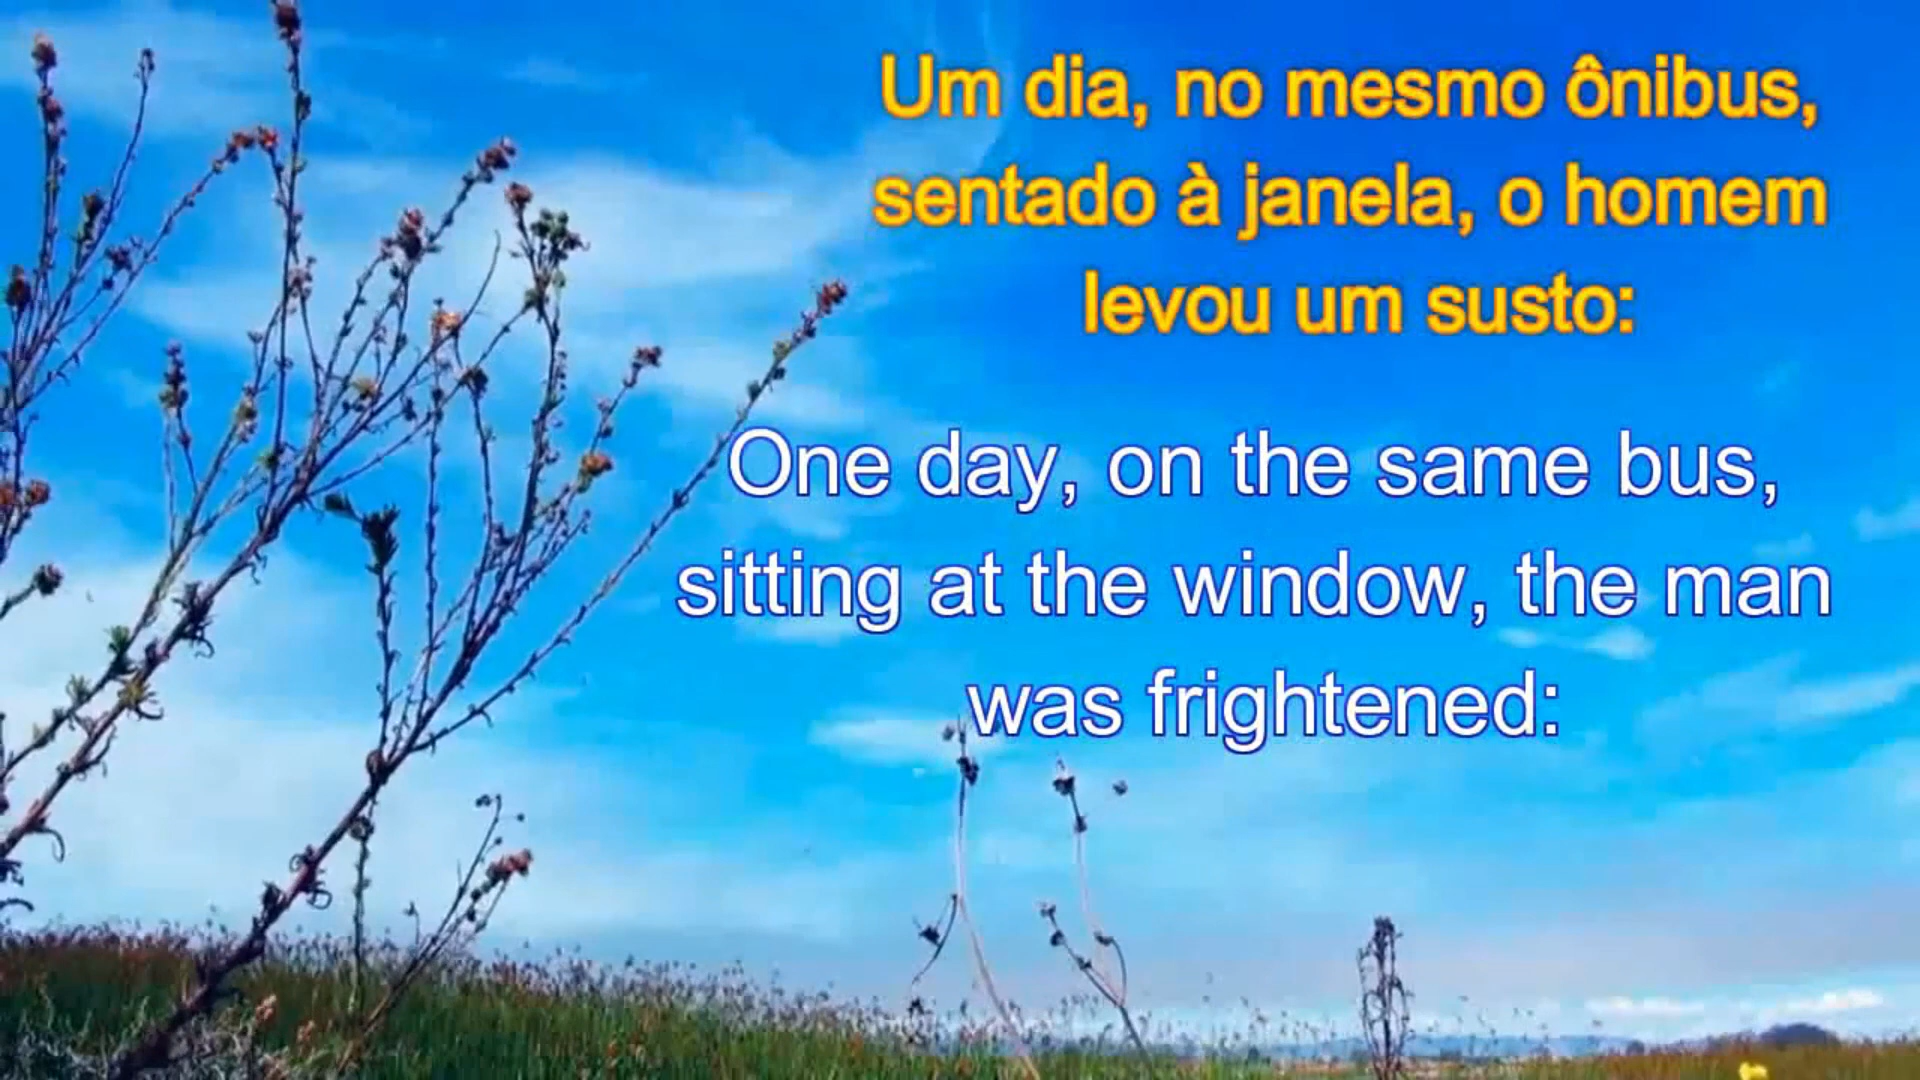 Um dia, no mesmo ônibus,
sentado à janela, o homem
levou um susto:
One day, on the same bus,
sitting at the window, the man
was frightened: